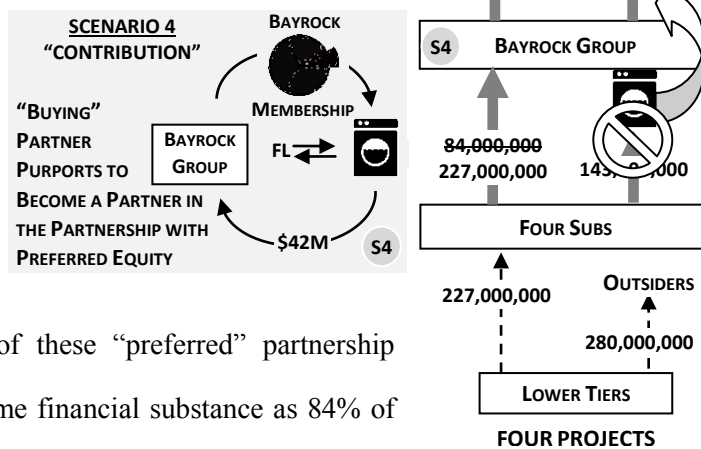 SCENARIO 4
“CONTRIBUTION”
BAYROCK
MEMBERSHIP
“BUYING”
PARTNER
PURPORTS TO
BECOME A PARTNER IN
THE PARTNERSHIP WITH
PREFERRED EQUITY
BAYROCK
GROUP
FL
$42M
S4
S4
BAYROCK GROUP
84,000,000
227,000,000
FOUR SUBS
227,000,000
OUTSIDERS
280,000,000
LOWER TIERS
FOUR PROJECTS
of these “preferred” partnership
me financial substance as 84% of